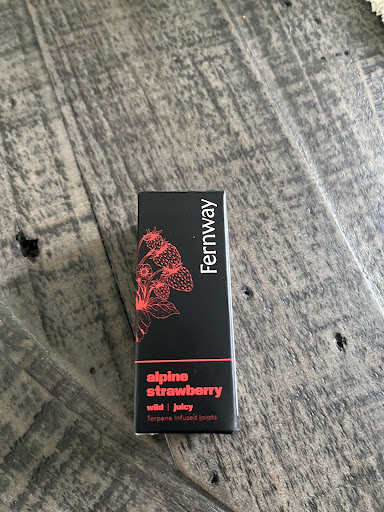 Fernway
alpine
strawberry
wild | juicy
Terpene Infused Joints